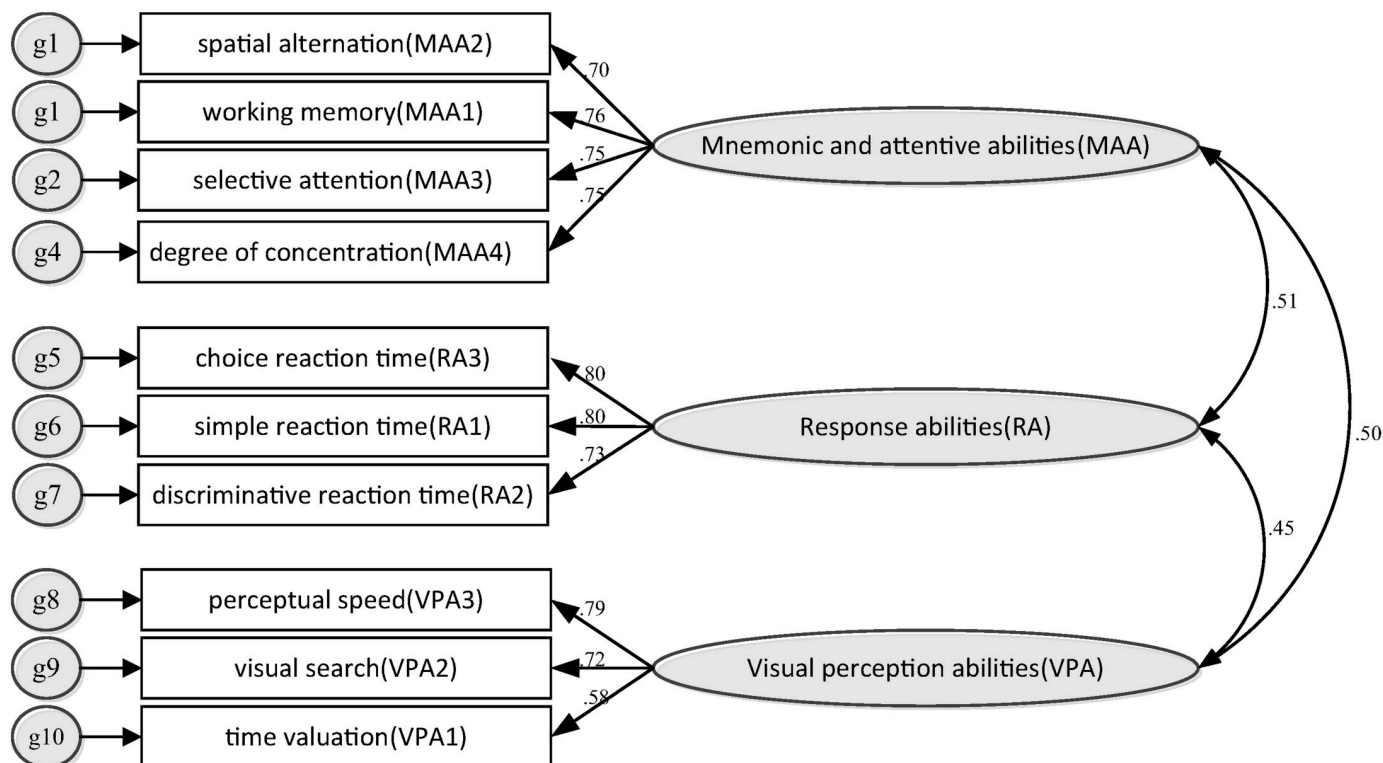 g1 spatial alternation(MAA2)
.70
g1 working memory(MAA1)
.76
Mnemonic and attentive abilities(MAA)
g2 selective attention(MAA3)
.75
g4 degree of concentration(MAA4)
.75
.51
g5 choice reaction time(RA3)
.80
g6 simple reaction time(RA1)
.80
Response abilities(RA)
.50
g7 discriminative reaction time(RA2)
.73
.45
g8 perceptual speed(VPA3)
.79
g9 visual search(VPA2)
.72
Visual perception abilities(VPA)
g10 time valuation(VPA1)
.58